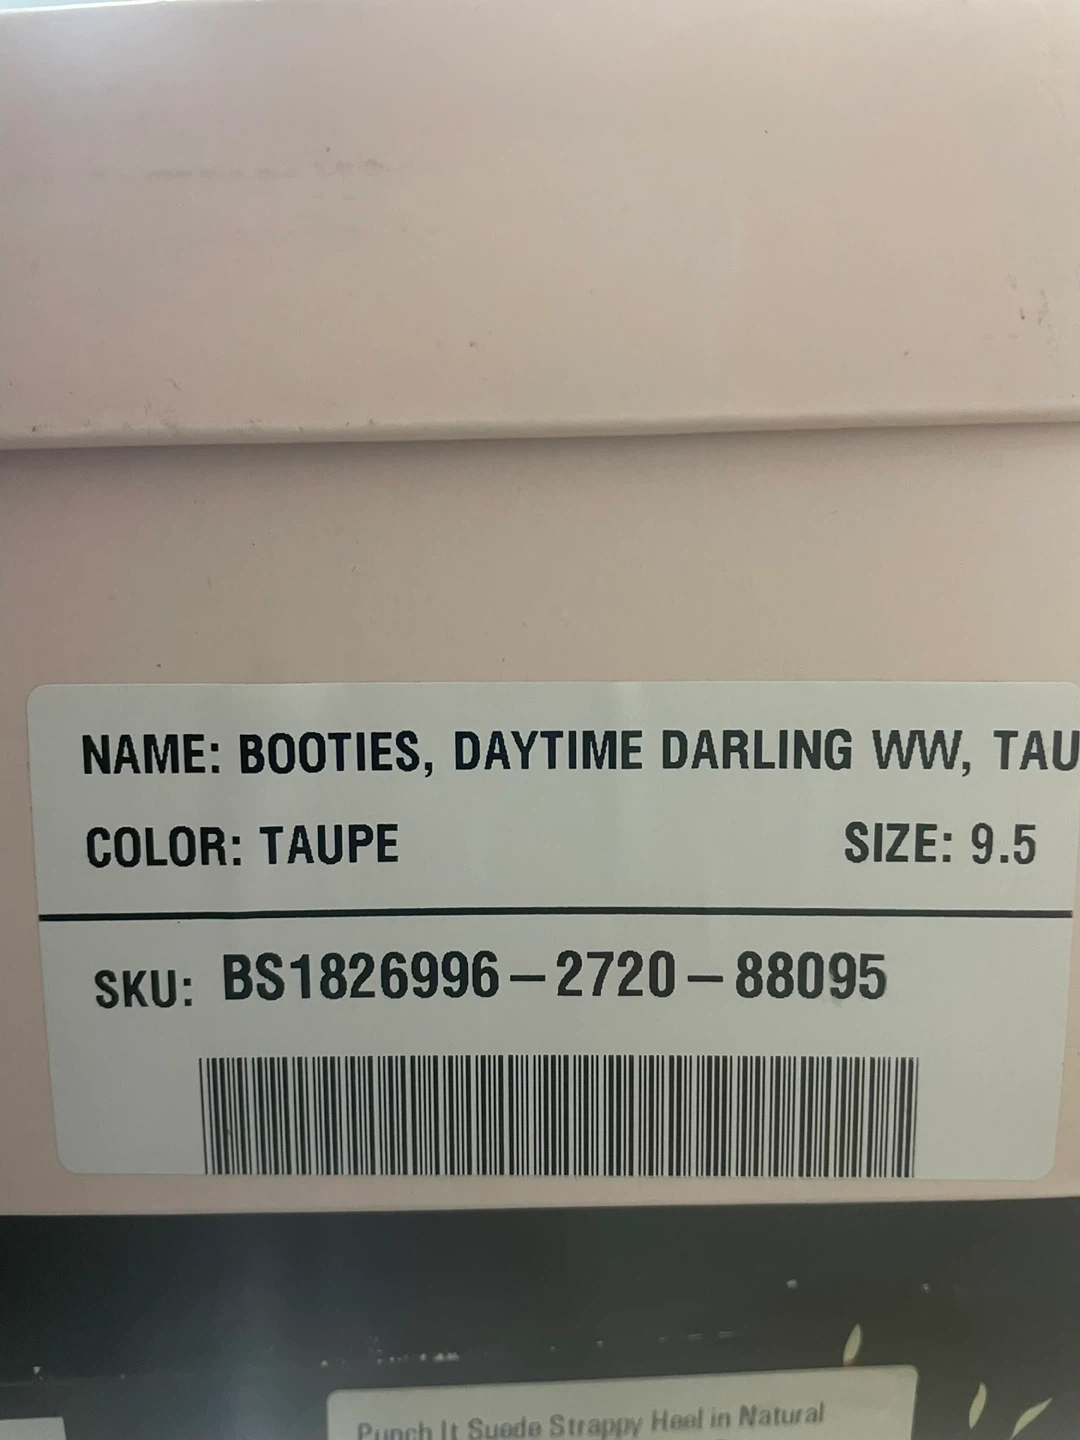 NAME: BOOTIES, DAYTIME DARLING WW, TAU
COLOR: TAUPE SIZE: 9.5
SKU: BS1826996-2720-88095
Punch It Suede Strappy Heel in Natural